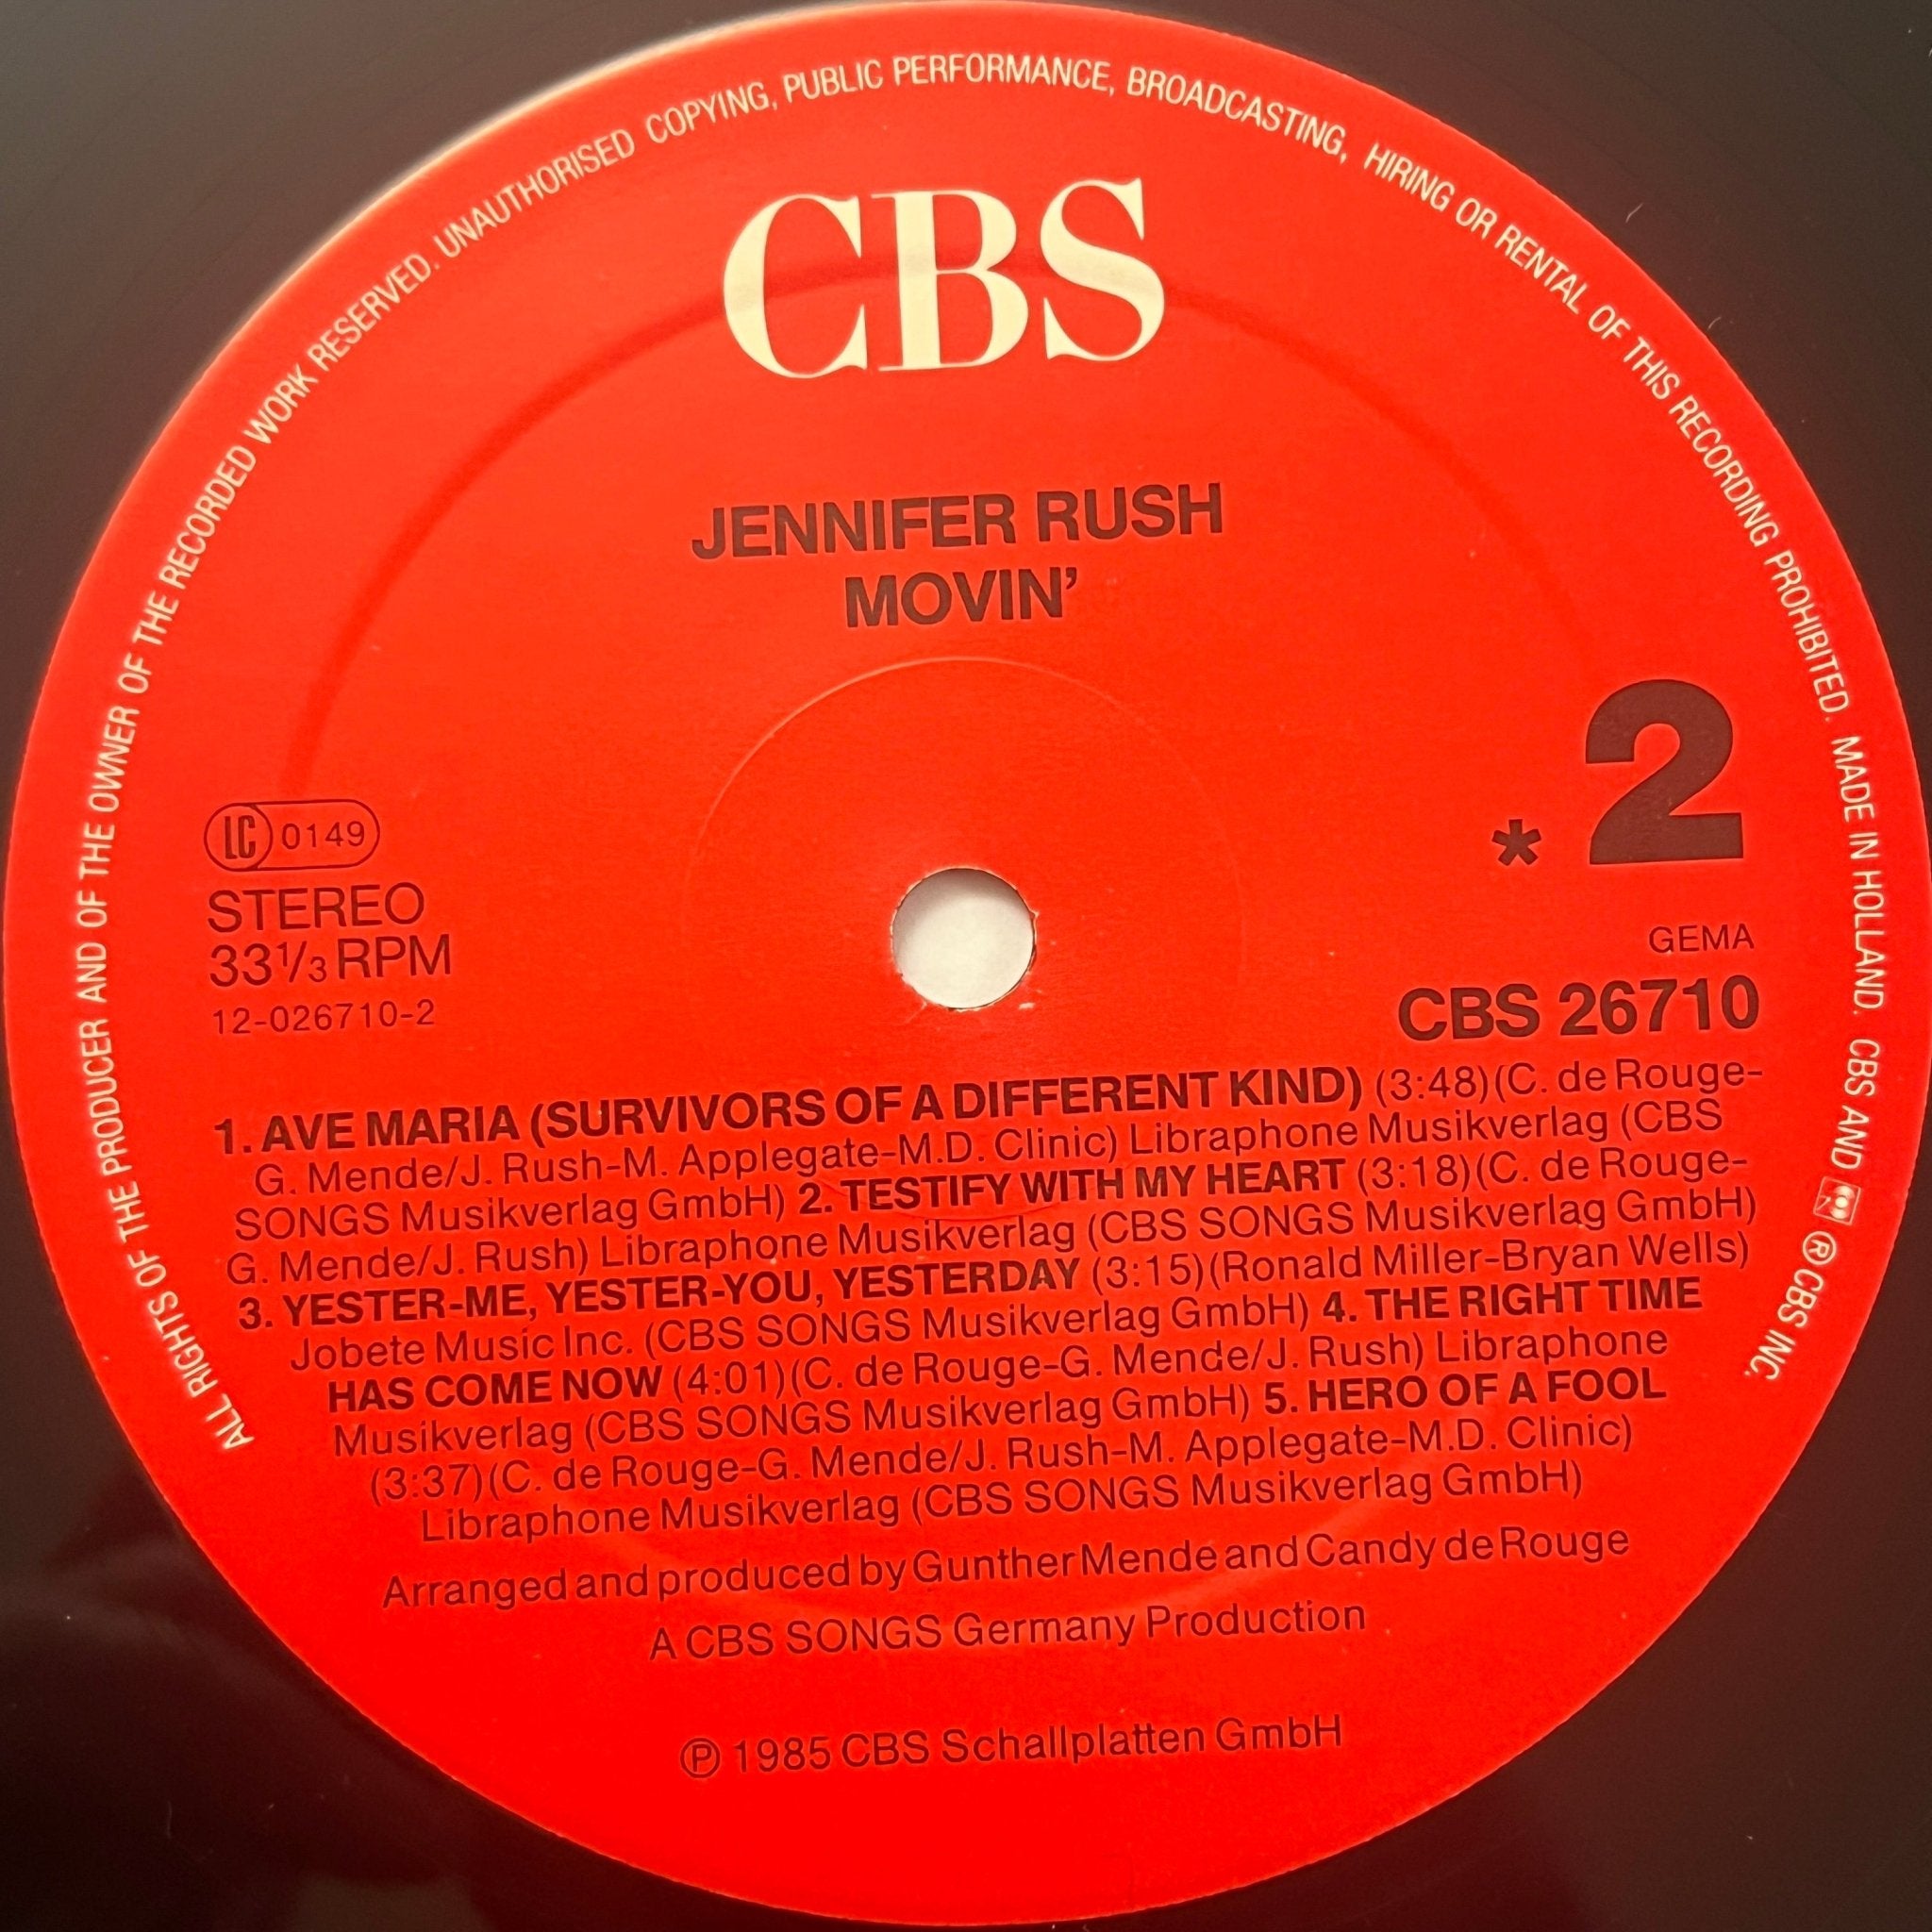 ALL RIGHTS OF THE PRODUCER AND OF THE OWNER OF THE RECORDED WORK RESERVED. UNAUTHORISED COPYING, PUBLIC PERFORMANCE, BROADCASTING, HIRING OR RENTAL OF THIS RECORDING PROHIBITED. MADE IN HOLLAND. CBS AND ® CBS INC.
CBS
JENNIFER RUSH
MOVIN’
* 2
LC 0149
STEREO
33 1/3 RPM
12-026710-2
GEMA
CBS 26710
1. AVE MARIA (SURVIVORS OF A DIFFERENT KIND) (3:48)(C. de Rouge-
G. Mende/J. Rush-M. Applegate-M.D. Clinic) Libraphone Musikverlag (CBS
SONGS Musikverlag GmbH) 2. TESTIFY WITH MY HEART (3:18)(C. de Rouge-
G. Mende/J. Rush) Libraphone Musikverlag (CBS SONGS Musikverlag GmbH)
3. YESTER-ME, YESTER-YOU, YESTERDAY (3:15)(Ronald Miller-Bryan Wells)
Jobete Music Inc. (CBS SONGS Musikverlag GmbH) 4. THE RIGHT TIME
HAS COME NOW (4:01)(C. de Rouge-G. Mende/J. Rush) Libraphone
Musikverlag (CBS SONGS Musikverlag GmbH) 5. HERO OF A FOOL
(3:37)(C. de Rouge-G. Mende/J. Rush-M. Applegate-M.D. Clinic)
Libraphone Musikverlag (CBS SONGS Musikverlag GmbH)
Arranged and produced by Gunther Mende and Candy de Rouge
A CBS SONGS Germany Production
℗ 1985 CBS Schallplatten GmbH